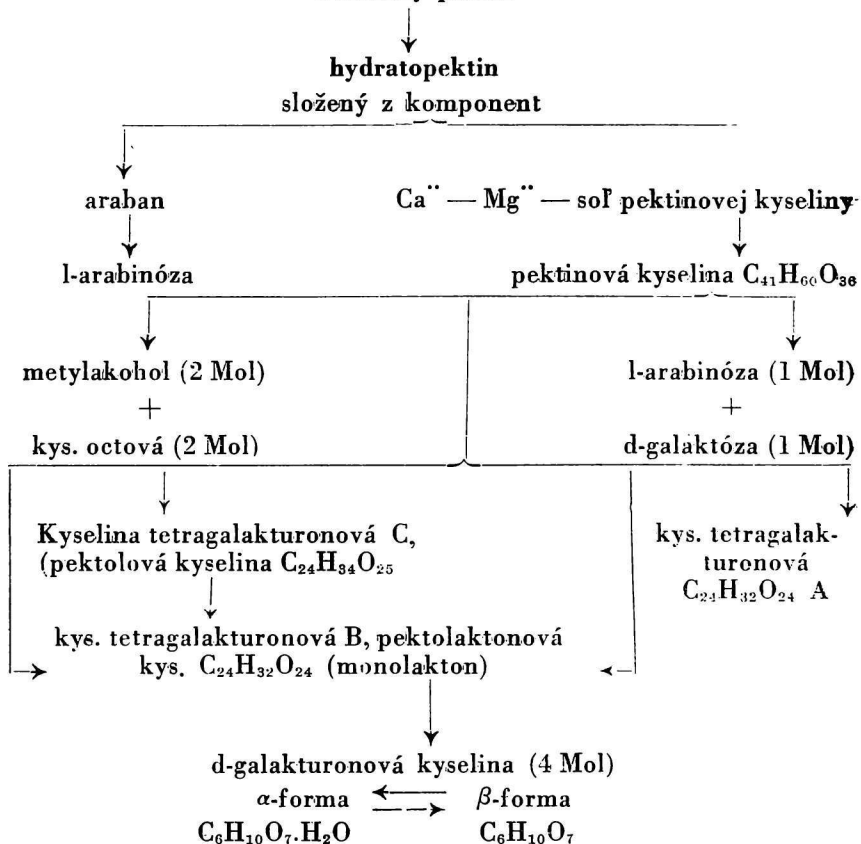 hydratopektin
složený z komponent
araban
Ca¨ — Mg¨ — soľ pektinovej kyseliny
l-arabinóza
pektinová kyselina C₄₁H₆₀O₃₆
metylakohol (2 Mol)
l-arabinóza (1 Mol)
+
+
kys. octová (2 Mol)
d-galaktóza (1 Mol)
Kyselina tetragalakturonová C,
(pektolová kyselina C₂₄H₃₄O₂₅
kys. tetragalak-
turonová
C₂₄H₃₂O₂₄ A
kys. tetragalakturonová B, pektolaktonová
kys. C₂₄H₃₂O₂₄ (monolakton)
d-galakturonová kyselina (4 Mol)
α-forma
β-forma
C₆H₁₀O₇.H₂O
C₆H₁₀O₇